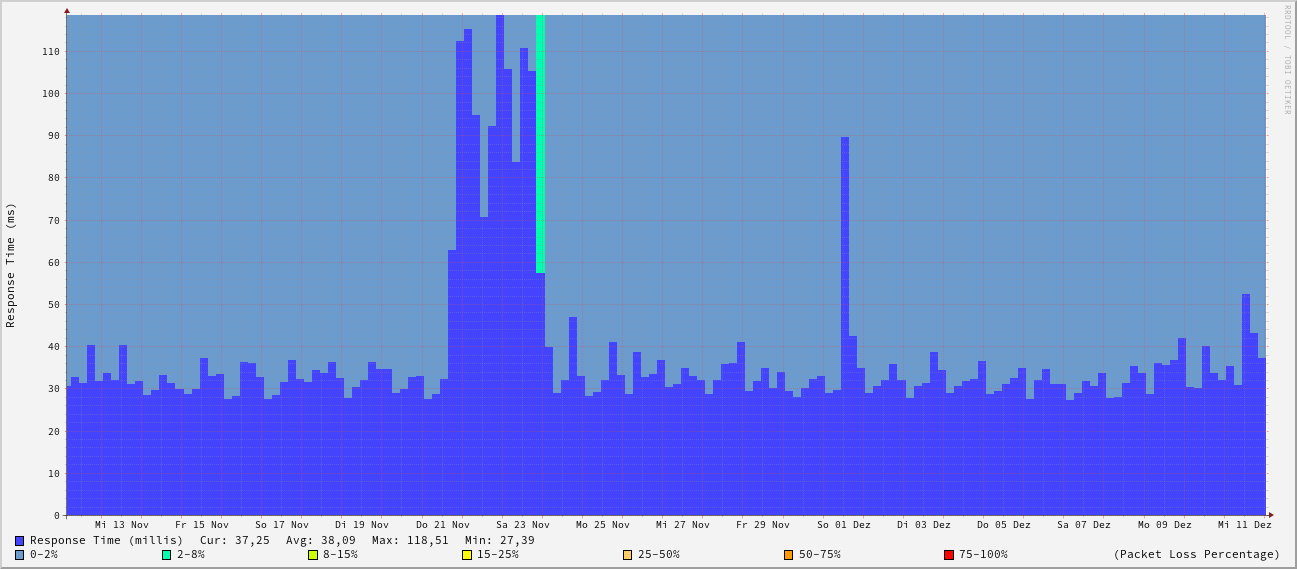 RRDTOOL / TOBI OETIKER
Response Time (ms)
110
100
90
80
70
60
50
40
30
20
10
0
Mi 13 Nov Fr 15 Nov So 17 Nov Di 19 Nov Do 21 Nov Sa 23 Nov Mo 25 Nov Mi 27 Nov Fr 29 Nov So 01 Dez Di 03 Dez Do 05 Dez Sa 07 Dez Mo 09 Dez Mi 11 Dez
Response Time (millis) Cur: 37,25 Avg: 38,09 Max: 118,51 Min: 27,39
0-2% 2-8% 8-15% 15-25% 25-50% 50-75% 75-100% (Packet Loss Percentage)